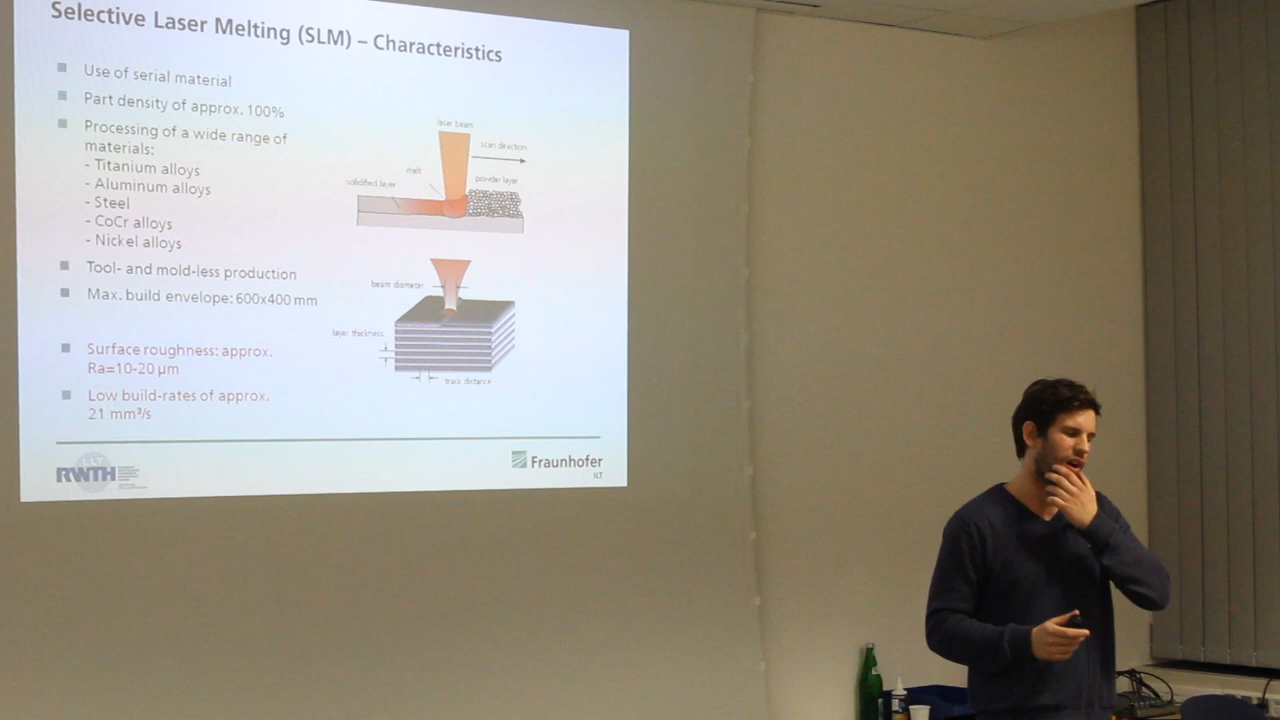 Selective Laser Melting (SLM) – Characteristics
Use of serial material
Part density of approx. 100%
Processing of a wide range of
materials:
- Titanium alloys
- Aluminum alloys
- Steel
- CoCr alloys
- Nickel alloys
Tool- and mold-less production
Max. build envelope: 600x400 mm
Surface roughness: approx.
Ra=10-20 µm
Low build-rates of approx.
21 mm³/s
laser beam
scan direction
melt
powder layer
solidified layer
beam diameter
layer thickness
track distance
RWTH
Fraunhofer
ILT